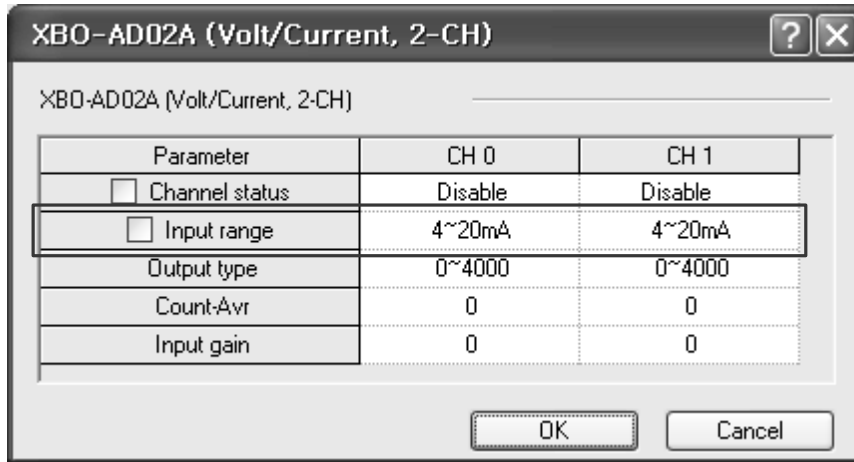 XBO-AD02A (Volt/Current, 2-CH)
XBO-AD02A (Volt/Current, 2-CH)
Parameter CH 0 CH 1
Channel status Disable Disable
Input range 4~20mA 4~20mA
Output type 0~4000 0~4000
Count-Avr 0 0
Input gain 0 0
OK Cancel